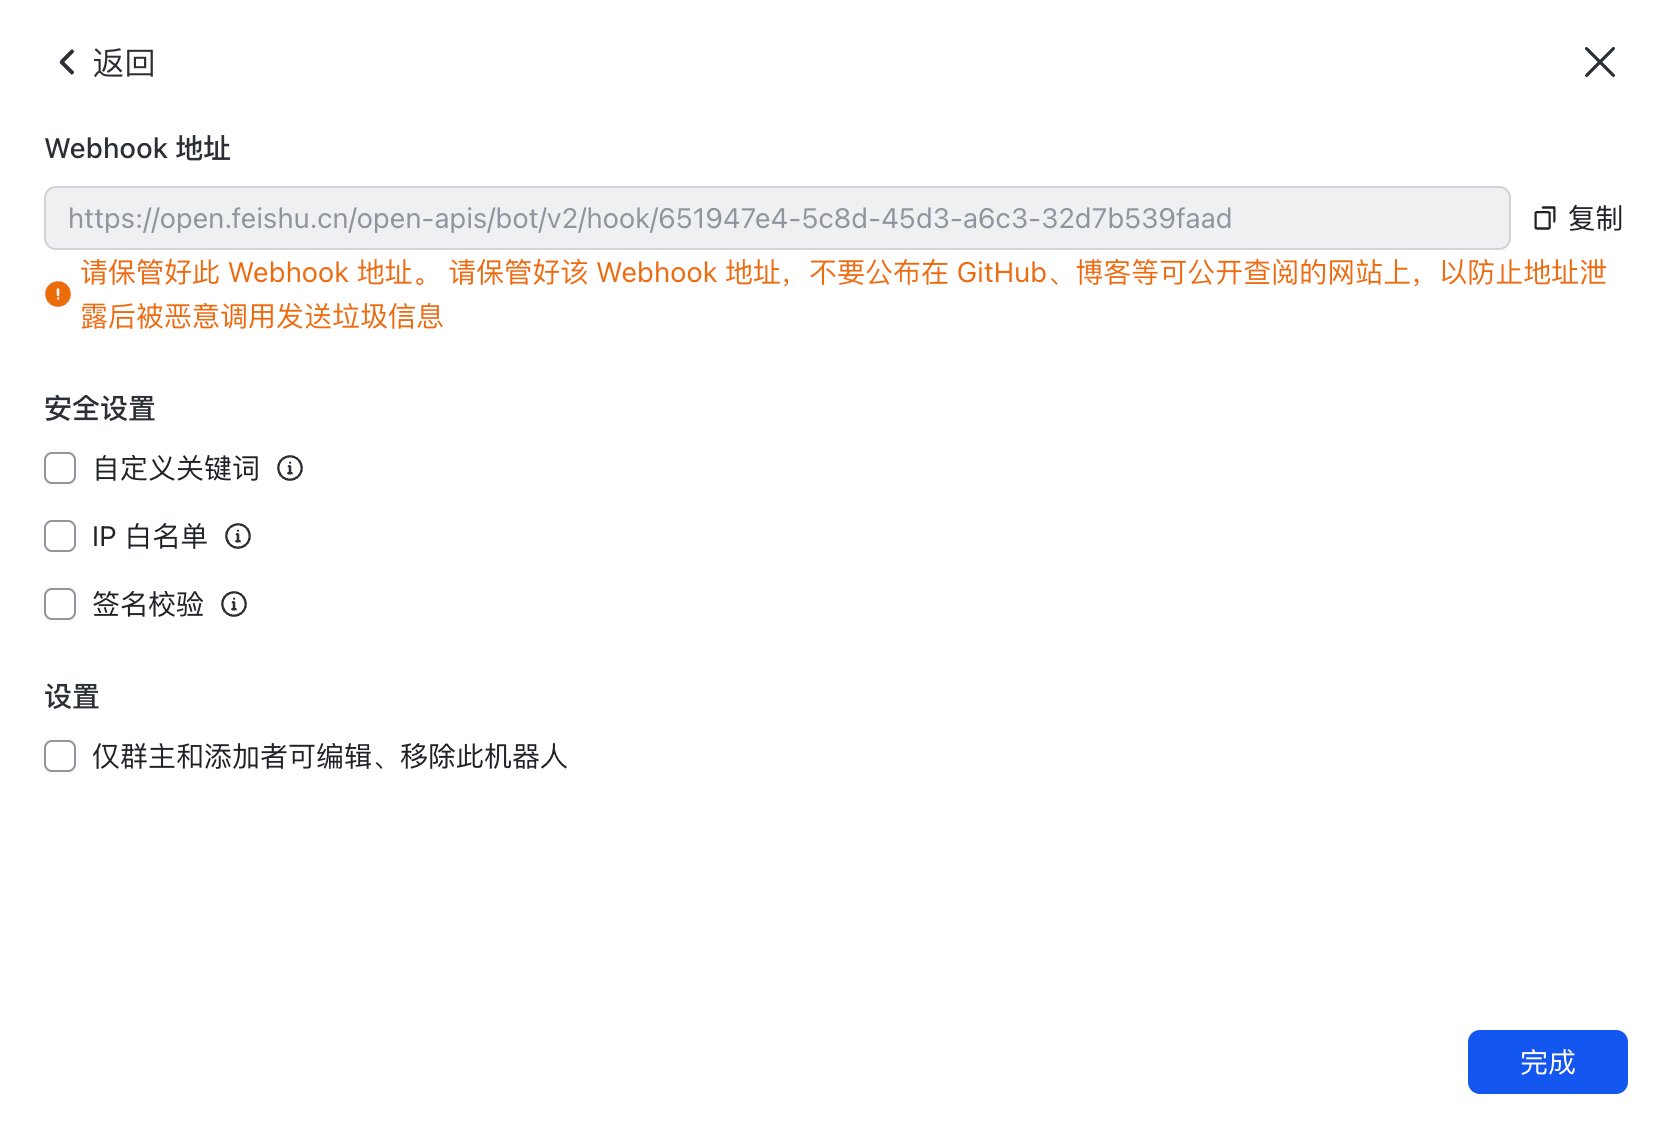 返回
Webhook 地址
https://open.feishu.cn/open-apis/bot/v2/hook/651947e4-5c8d-45d3-a6c3-32d7b539faad
复制
请保管好此 Webhook 地址。 请保管好该 Webhook 地址，不要公布在 GitHub、博客等可公开查阅的网站上，以防止地址泄
露后被恶意调用发送垃圾信息
安全设置
自定义关键词
IP 白名单
签名校验
设置
仅群主和添加者可编辑、移除此机器人
完成